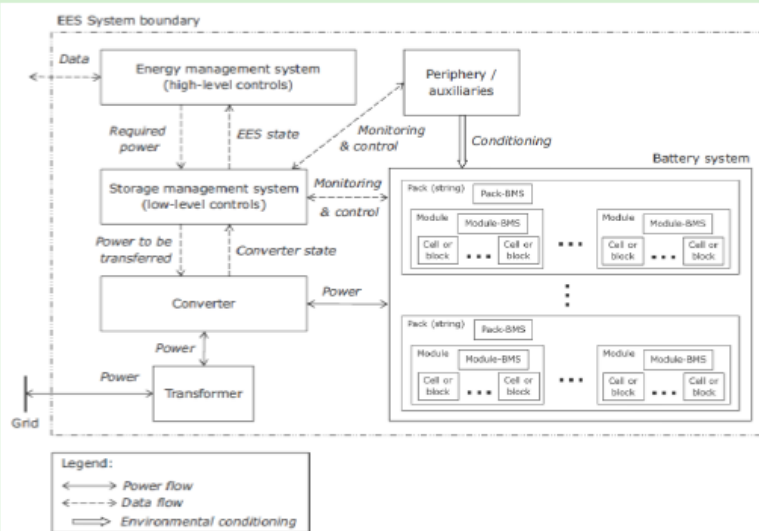 EES System boundary
Data
Energy management system
(high-level controls)
Periphery /
auxiliaries
Required
power
EES state
Monitoring
& control
Conditioning
Battery system
Storage management system
(low-level controls)
Monitoring
& control
Pack (string)
Pack-BMS
Module
Module-BMS
Cell or
block
...
Cell or
block
...
Module
Module-BMS
Cell or
block
...
Cell or
block
Power to be
transferred
Converter state
Converter
Power
Pack (string)
Pack-BMS
Module
Module-BMS
Cell or
block
...
Cell or
block
...
Module
Module-BMS
Cell or
block
...
Cell or
block
Power
Power
Transformer
Grid
Legend:
Power flow
Data flow
Environmental conditioning